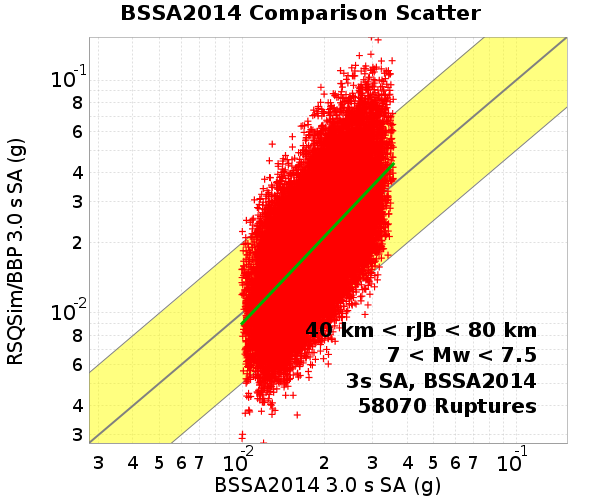 BSSA2014 Comparison Scatter
RSQSim/BBP 3.0 s SA (g)
10⁻¹
8
6
4
3
2
10⁻²
8
6
4
3
40 km < rJB < 80 km
7 < Mw < 7.5
3s SA, BSSA2014
58070 Ruptures
3 4 5 6 7 10⁻² 2 3 4 5 6 7 10⁻¹
BSSA2014 3.0 s SA (g)